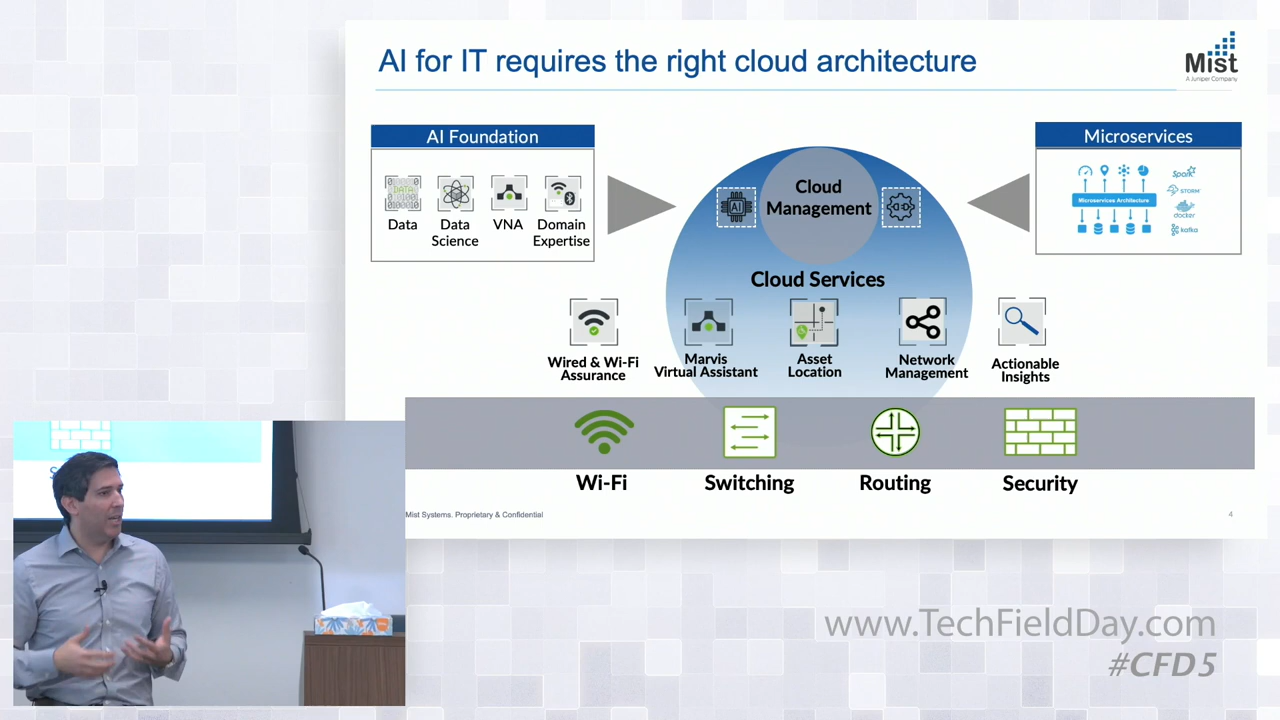 AI for IT requires the right cloud architecture
Mist
A Juniper Company
AI Foundation
DATA
Data
Data
Science
VNA
Domain
Expertise
AI
Cloud
Management
Cloud Services
Microservices
Microservices Architecture
Spark
STORM
docker
kafka
Wired & Wi-Fi
Assurance
Marvis
Virtual Assistant
Asset
Location
Network
Management
Actionable
Insights
Wi-Fi
Switching
Routing
Security
Mist Systems. Proprietary & Confidential
4
www.TechFieldDay.com
#CFD5